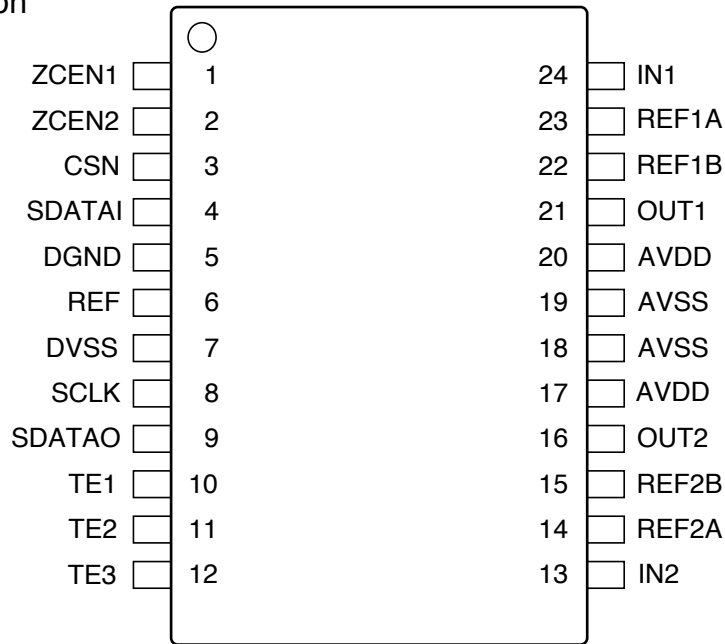 on
ZCEN1 1 24 IN1
ZCEN2 2 23 REF1A
CSN 3 22 REF1B
SDATAI 4 21 OUT1
DGND 5 20 AVDD
REF 6 19 AVSS
DVSS 7 18 AVSS
SCLK 8 17 AVDD
SDATAO 9 16 OUT2
TE1 10 15 REF2B
TE2 11 14 REF2A
TE3 12 13 IN2